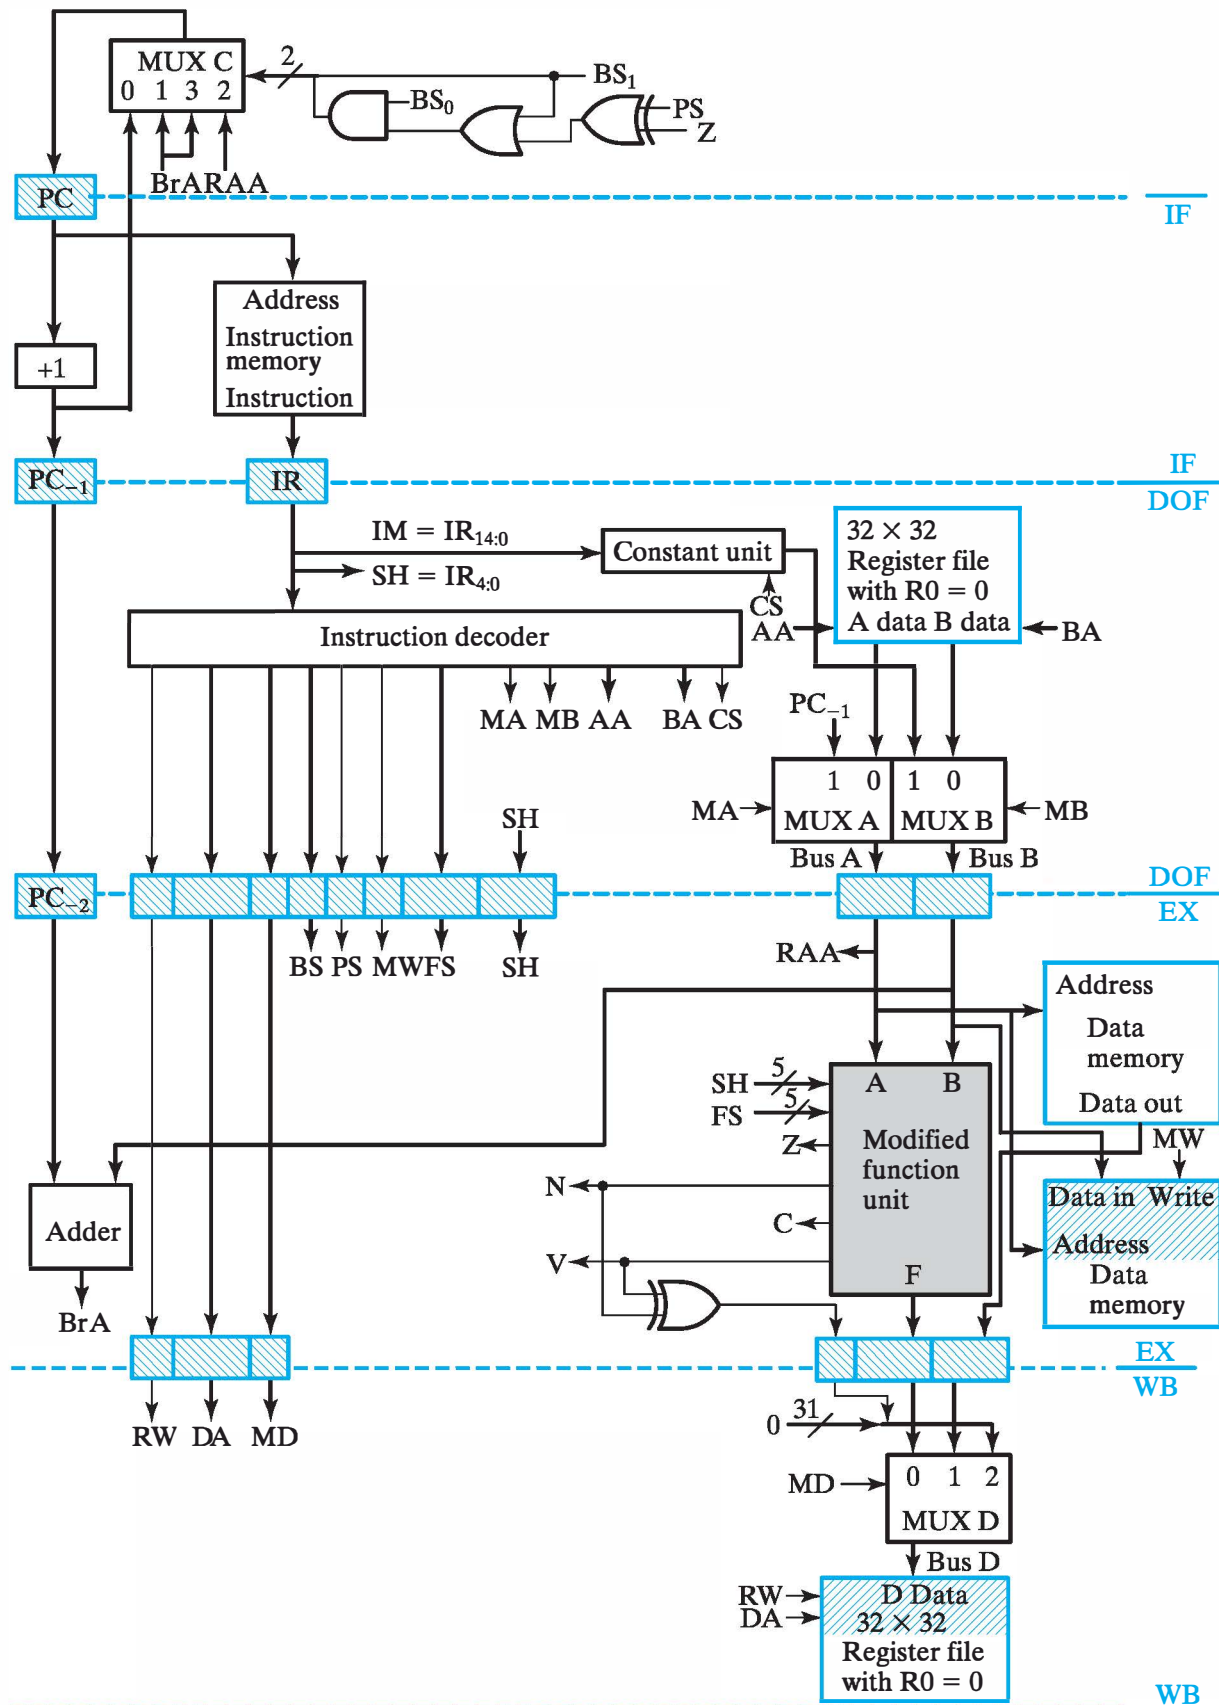 MUX C
0 1 3 2
2
BS₁
BS₀
PS
Z
BrA RAA
PC
IF
Address
Instruction
memory
Instruction
+1
PC₋₁
IR
IF
DOF
IM = IR₁₄:₀
SH = IR₄:₀
Constant unit
CS
32 × 32
Register file
with R0 = 0
A data B data
AA
BA
Instruction decoder
MA MB AA BA CS
PC₋₁
1 0 1 0
MUX A MUX B
MA
MB
SH
Bus A
Bus B
PC₋₂
DOF
EX
BS PS MW FS SH
RAA
Address
Data
memory
Data out
A B
SH 5
FS 5
Modified
function
unit
Z
N
C
V
F
MW
Data in Write
Address
Data
memory
Adder
BrA
EX
WB
RW DA MD
0 31
MD
0 1 2
MUX D
Bus D
RW
DA
D Data
32 × 32
Register file
with R0 = 0
WB